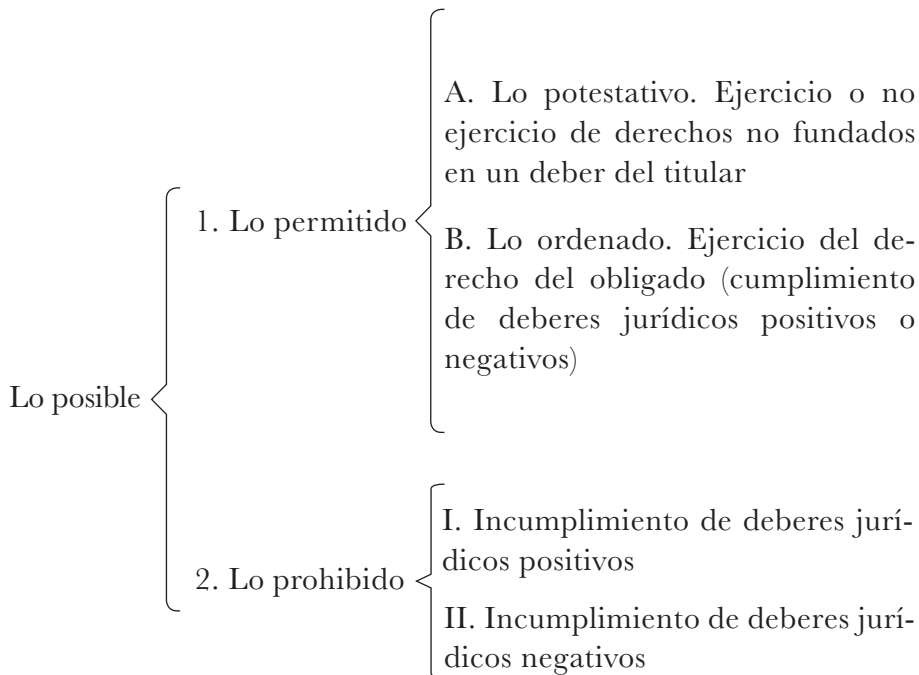 Lo posible
1. Lo permitido
A. Lo potestativo. Ejercicio o no
ejercicio de derechos no fundados
en un deber del titular
B. Lo ordenado. Ejercicio del de-
recho del obligado (cumplimiento
de deberes jurídicos positivos o
negativos)
2. Lo prohibido
I. Incumplimiento de deberes jurí-
dicos positivos
II. Incumplimiento de deberes jurí-
dicos negativos